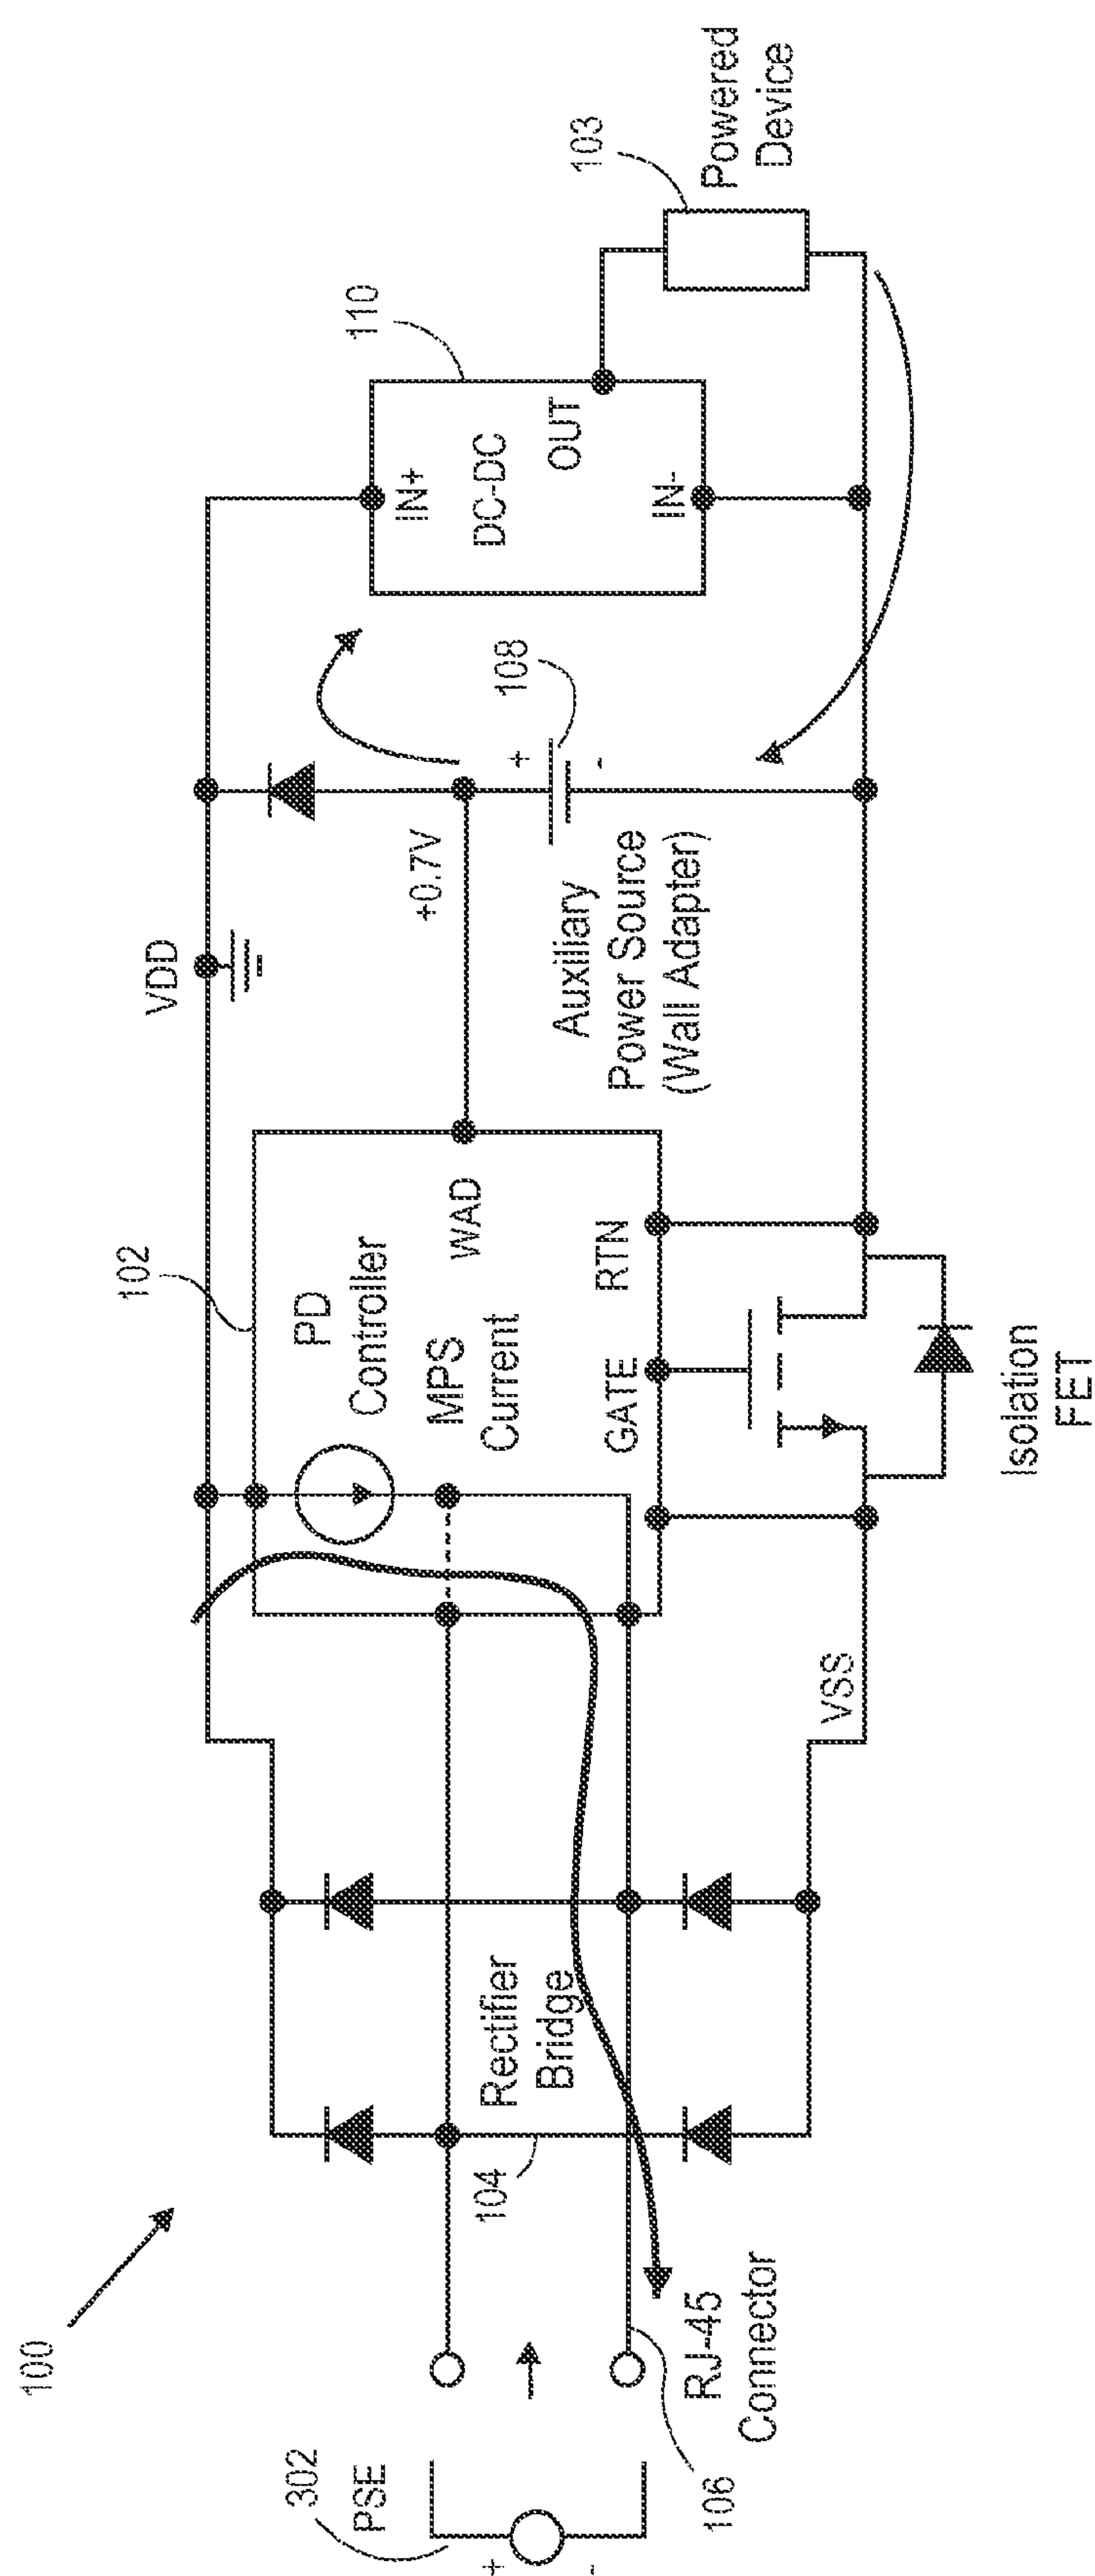 100
302
PSE
+
-
106
RJ-45
Connector
104
Rectifier
Bridge
VSS
102
PD
Controller
MPS
Current
WAD
GATE
RTN
Isolation
FET
VDD
+0.7V
Auxiliary
Power Source
(Wall Adapter)
+
-
108
110
IN+
DC-DC
OUT
IN-
103
Powered
Device